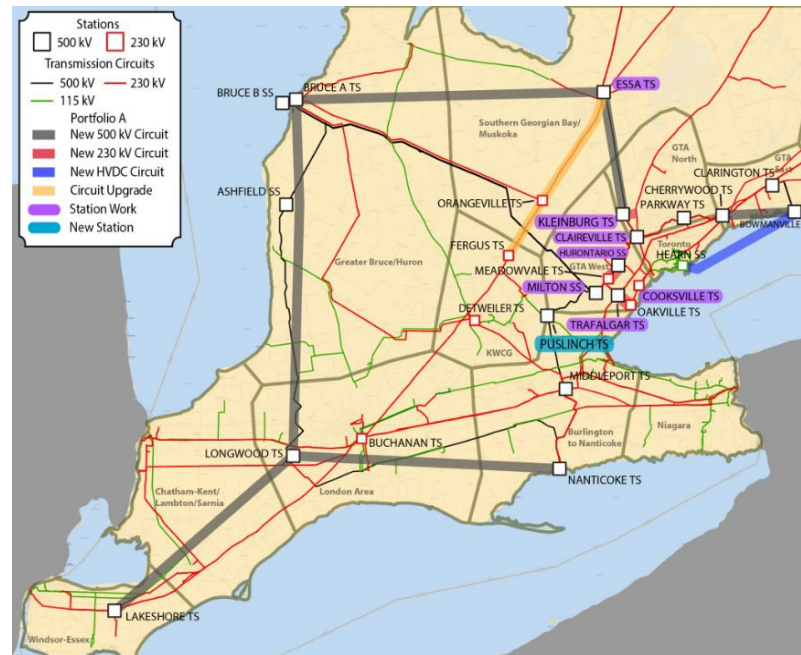 Stations
500 kV
230 kV
Transmission Circuits
500 kV
230 kV
115 kV
Portfolio A
New 500 kV Circuit
New 230 kV Circuit
New HVDC Circuit
Circuit Upgrade
Station Work
New Station
BRUCE B SS
BRUCE A TS
ESSA TS
Southern Georgian Bay/
Muskoka
GTA
North
GTA
East
CLARINGTON TS
CHERRYWOOD TS
PARKWAY TS
ASHFIELD SS
ORANGEVILLE TS
KLEINBURG TS
BOWMANVILLE
CLAIREVILLE TS
Toronto
FERGUS TS
HURONTARIO SS
HEARN SS
Greater Bruce/Huron
MEADOWVALE TS
GTA West
MILTON SS
COOKSVILLE TS
DETWEILER TS
OAKVILLE TS
TRAFALGAR TS
PUSLINCH TS
KWCG
MIDDLEPORT TS
BUCHANAN TS
Burlington
to Nanticoke
Niagara
LONGWOOD TS
NANTICOKE TS
Chatham-Kent/
Lambton/Sarnia
London Area
LAKESHORE TS
Windsor-Essex